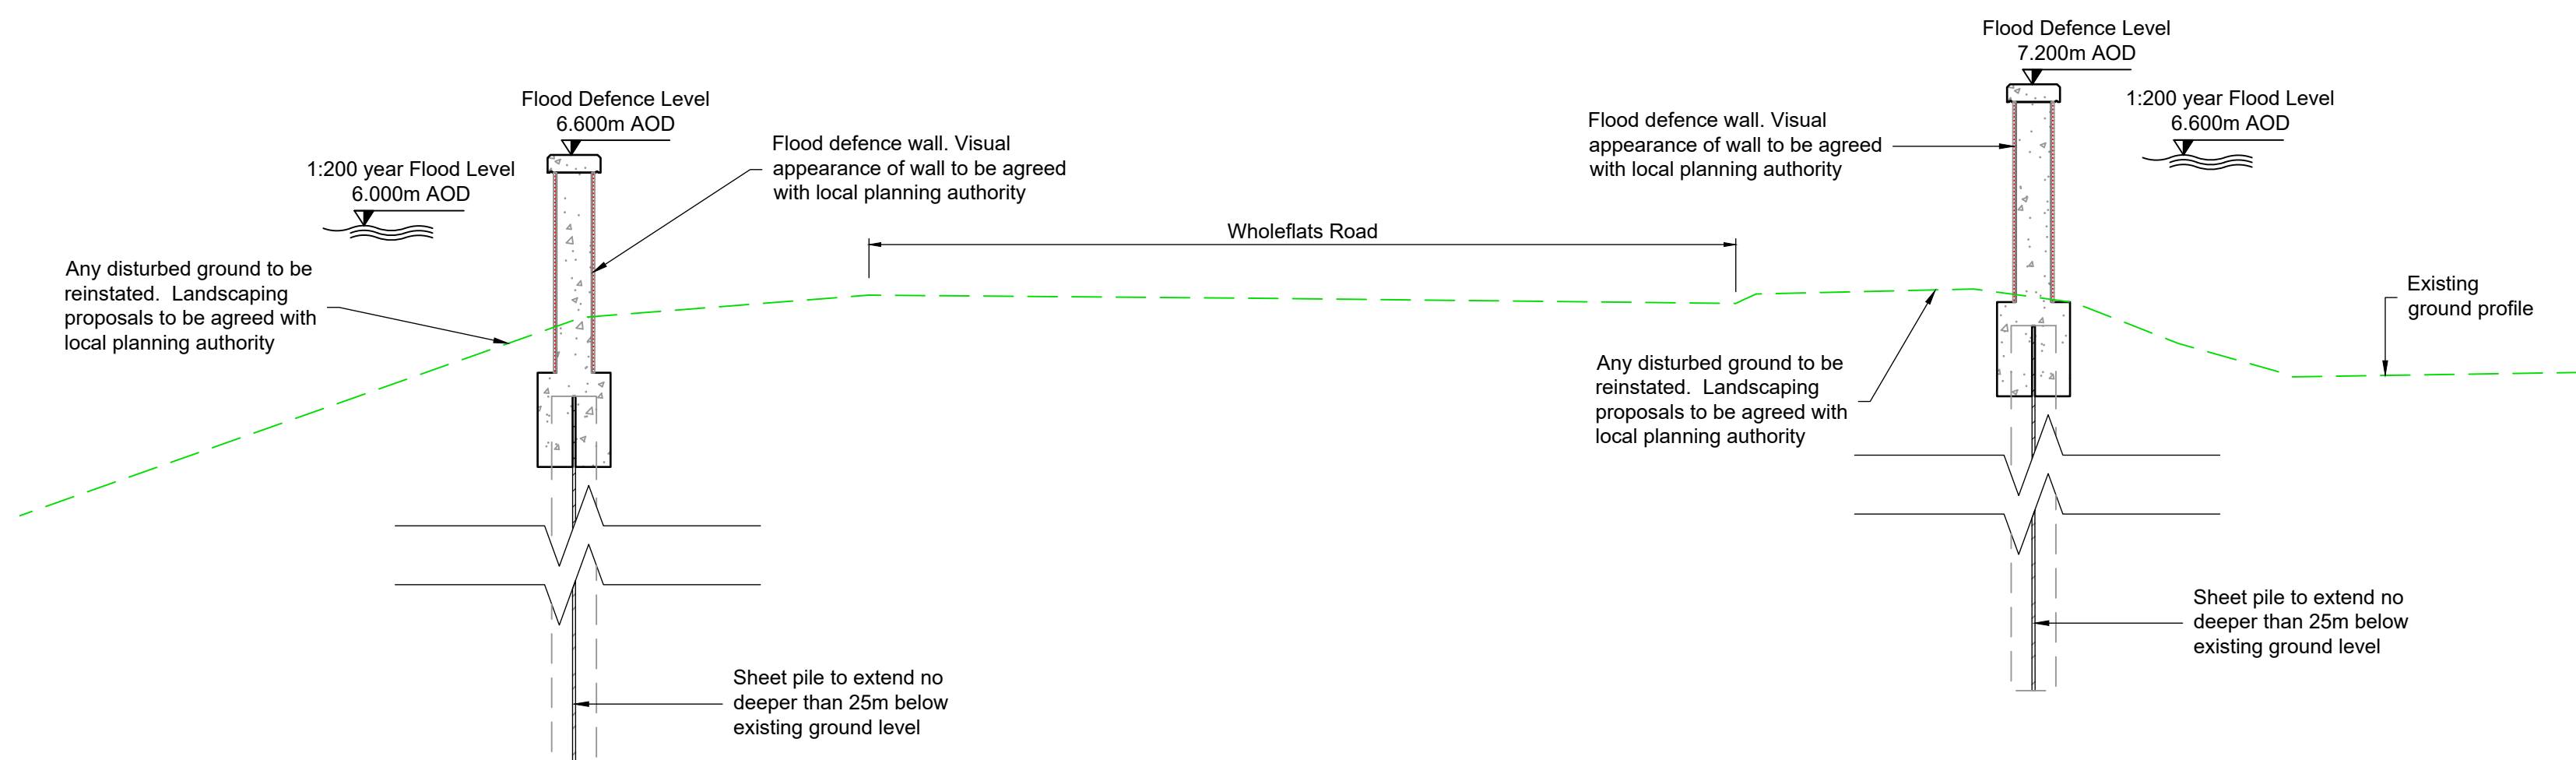 Flood Defence Level
7.200m AOD
Flood Defence Level
6.600m AOD
1:200 year Flood Level
6.600m AOD
Flood defence wall. Visual
appearance of wall to be agreed
with local planning authority
Flood defence wall. Visual
appearance of wall to be agreed
with local planning authority
1:200 year Flood Level
6.000m AOD
Wholeflats Road
Any disturbed ground to be
reinstated. Landscaping
proposals to be agreed with
local planning authority
Existing
ground profile
Any disturbed ground to be
reinstated. Landscaping
proposals to be agreed with
local planning authority
Sheet pile to extend no
deeper than 25m below
existing ground level
Sheet pile to extend no
deeper than 25m below
existing ground level